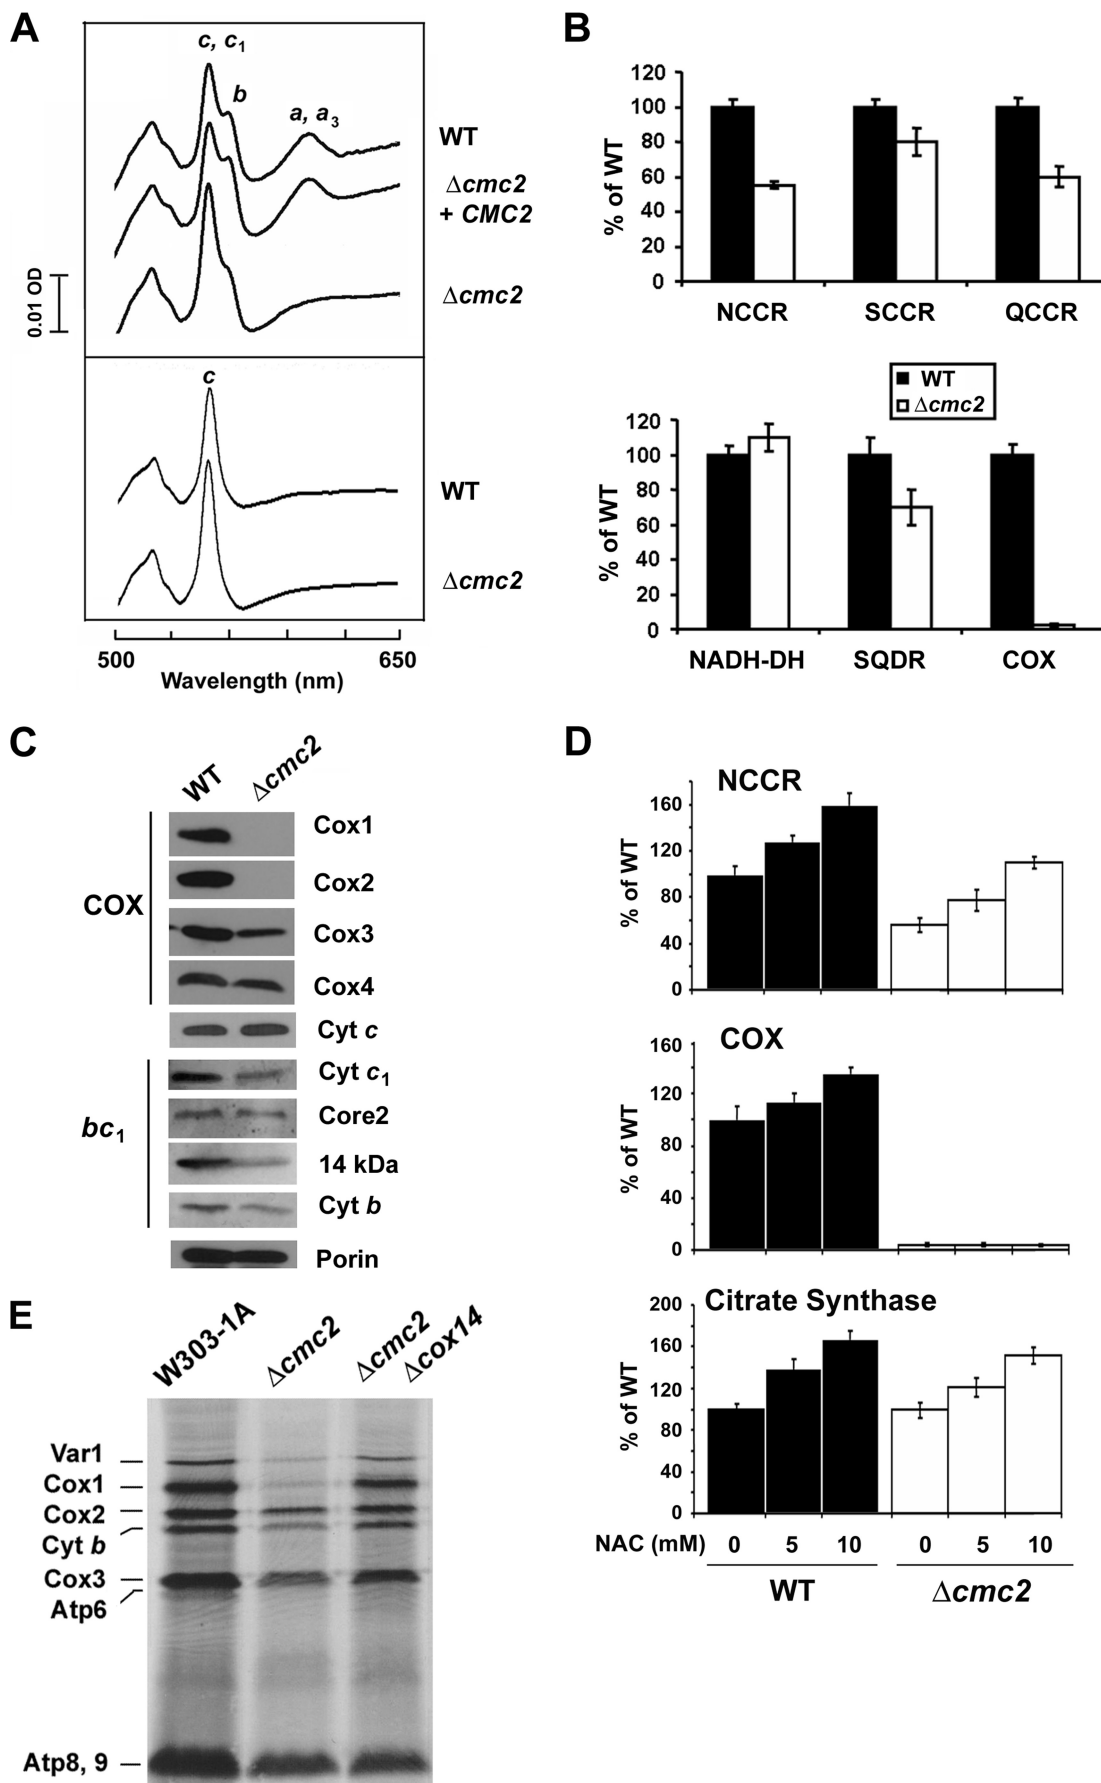 A
c, c1
b
a, a3
WT
Δcmc2
+ CMC2
Δcmc2
0.01 OD
c
WT
Δcmc2
500
650
Wavelength (nm)
B
% of WT
120
100
80
60
40
20
0
NCCR
SCCR
QCCR
WT
Δcmc2
% of WT
120
100
80
60
40
20
0
NADH-DH
SQDR
COX
C
WT
Δcmc2
COX
Cox1
Cox2
Cox3
Cox4
Cyt c
bc1
Cyt c1
Core2
14 kDa
Cyt b
Porin
D
NCCR
% of WT
160
120
80
40
0
COX
% of WT
160
120
80
40
0
Citrate Synthase
% of WT
200
160
120
80
40
0
NAC (mM)
0
5
10
0
5
10
WT
Δcmc2
E
W303-1A
Δcmc2
Δcmc2
Δcox14
Var1
Cox1
Cox2
Cyt b
Cox3
Atp6
Atp8, 9